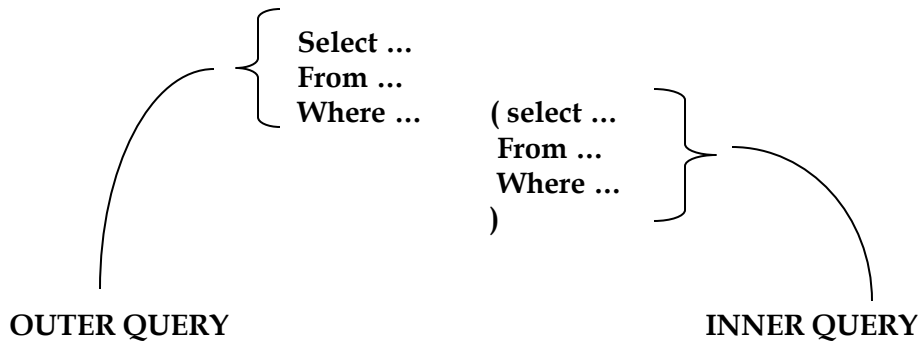 Select …
From …
Where … ( select …
From …
Where …
)
OUTER QUERY INNER QUERY